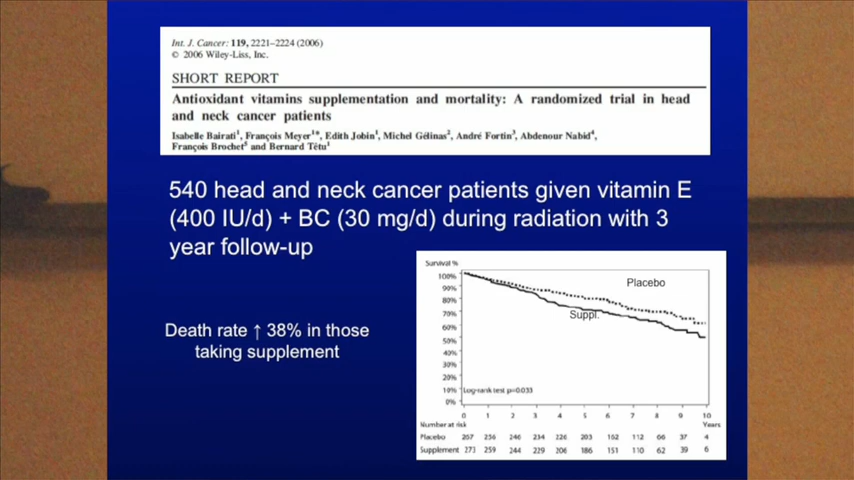 Int. J. Cancer: 119, 2221–2224 (2006)
© 2006 Wiley-Liss, Inc.
SHORT REPORT
Antioxidant vitamins supplementation and mortality: A randomized trial in head
and neck cancer patients
Isabelle Bairati1, François Meyer1*, Edith Jobin1, Michel Gélinas2, André Fortin3, Abdenour Nabid4,
François Brochet5 and Bernard Têtu1
540 head and neck cancer patients given vitamin E
(400 IU/d) + BC (30 mg/d) during radiation with 3
year follow-up
Death rate ↑ 38% in those
taking supplement
Survival %
100%
90%
80%
70%
60%
50%
40%
30%
20%
10%
0%
Placebo
Suppl.
Log-rank test p=0.033
0 1 2 3 4 5 6 7 8 9 10
Number at risk Years
Placebo 267 256 246 234 226 203 162 112 66 37 4
Supplement 273 259 244 229 206 186 151 110 62 39 6